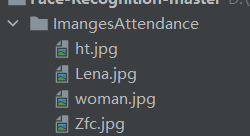 Face-Recognition-master D:\
ImangesAttendance
ht.jpg
Lena.jpg
woman.jpg
Zfc.jpg